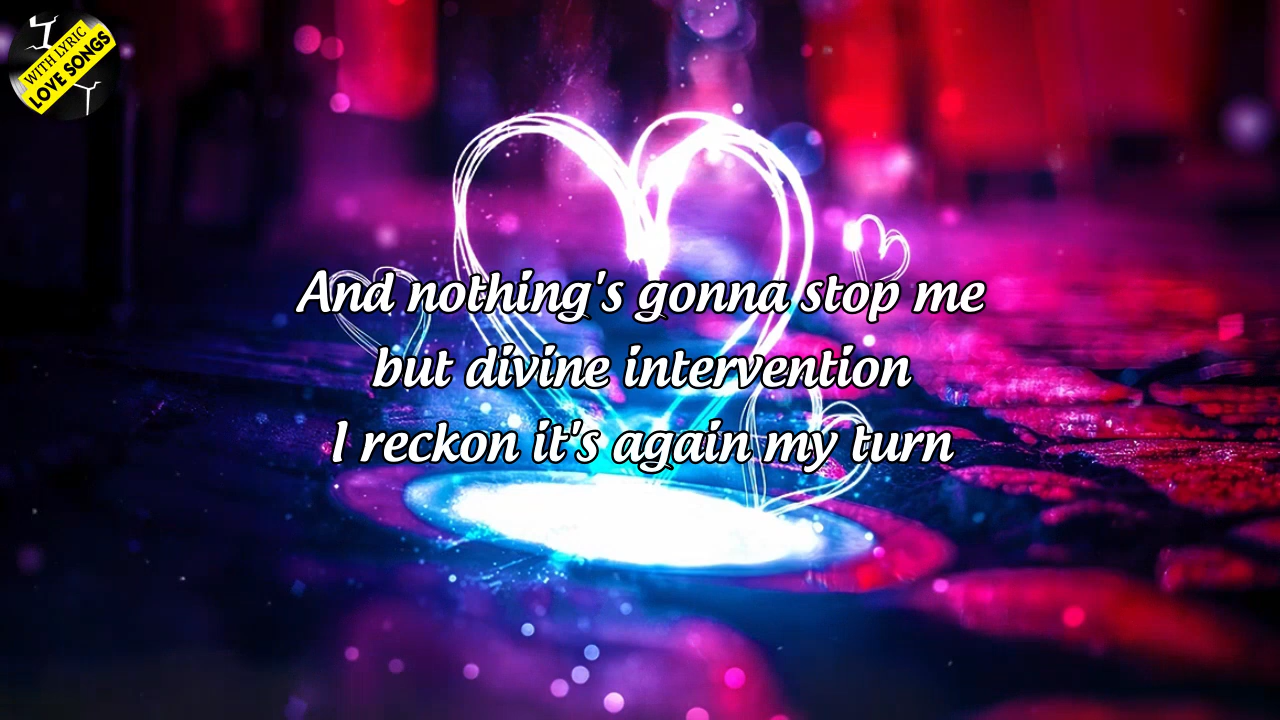 WITH LYRIC
LOVE SONGS
And nothing's gonna stop me
but divine intervention
I reckon it's again my turn